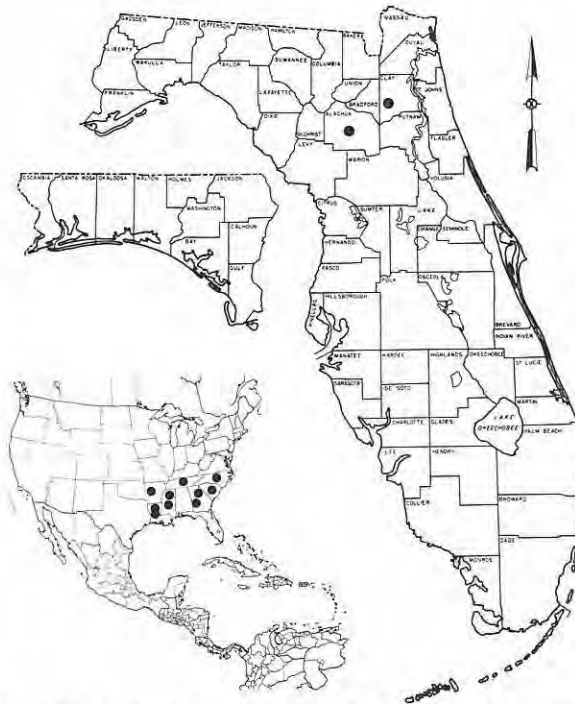 NASSAU
GADSDEN
LEON
JEFFERSON
MADISON
HAMILTON
BAKER
DUVAL
LIBERTY
WAKULLA
TAYLOR
SUWANNEE
COLUMBIA
UNION
CLAY
ST JOHNS
FRANKLIN
LAFAYETTE
BRADFORD
DIXIE
GILCHRIST
ALACHUA
PUTNAM
FLAGLER
LEVY
MARION
VOLUSIA
ESCAMBIA
SANTA ROSA
OKALOOSA
WALTON
HOLMES
JACKSON
WASHINGTON
BAY
CALHOUN
GULF
CITRUS
SUMTER
LAKE
ORANGE
SEMINOLE
HERNANDO
PASCO
POLK
OSCEOLA
HILLSBOROUGH
PINELLAS
BREVARD
INDIAN RIVER
MANATEE
HARDEE
HIGHLANDS
OKEECHOBEE
ST LUCIE
SARASOTA
DE SOTO
MARTIN
CHARLOTTE
GLADES
LAKE
OKEECHOBEE
PALM BEACH
LEE
HENDRY
COLLIER
BROWARD
DADE
MONROE